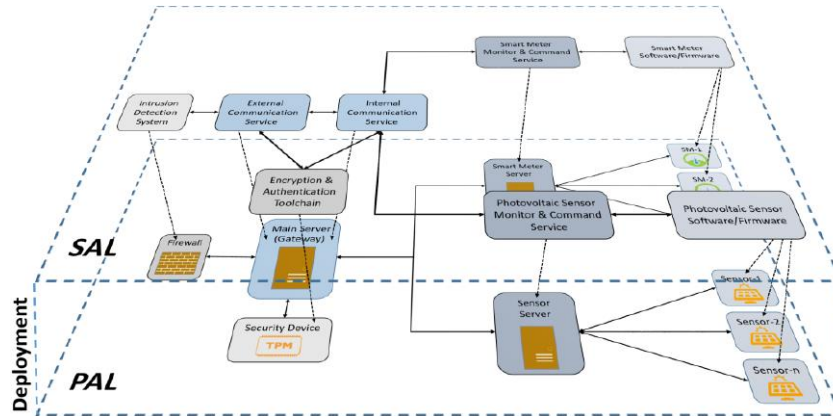 Smart Meter
Monitor & Command
Service
Smart Meter
Software/Firmware
Intrusion
Detection
System
External
Communication
Service
Internal
Communication
Service
SM-1
SM-2
Smart Meter
Server
Encryption &
Authentication
Toolchain
Photovoltaic Sensor
Monitor & Command
Service
Photovoltaic Sensor
Software/Firmware
Main Server
(Gateway)
Firewall
SAL
Sensor-1
Sensor
Server
Sensor-2
Security Device
TPM
Sensor-n
PAL
Deployment